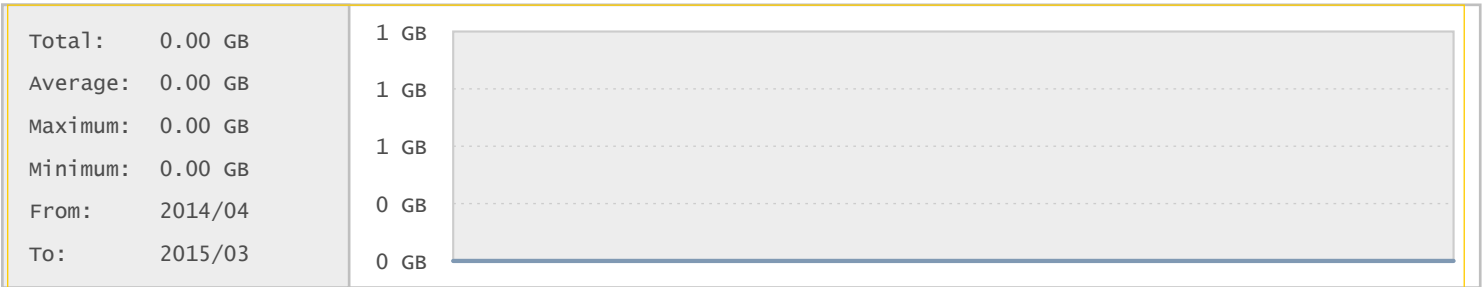 Total: 0.00 GB
Average: 0.00 GB
Maximum: 0.00 GB
Minimum: 0.00 GB
From: 2014/04
To: 2015/03
1 GB
1 GB
1 GB
0 GB
0 GB